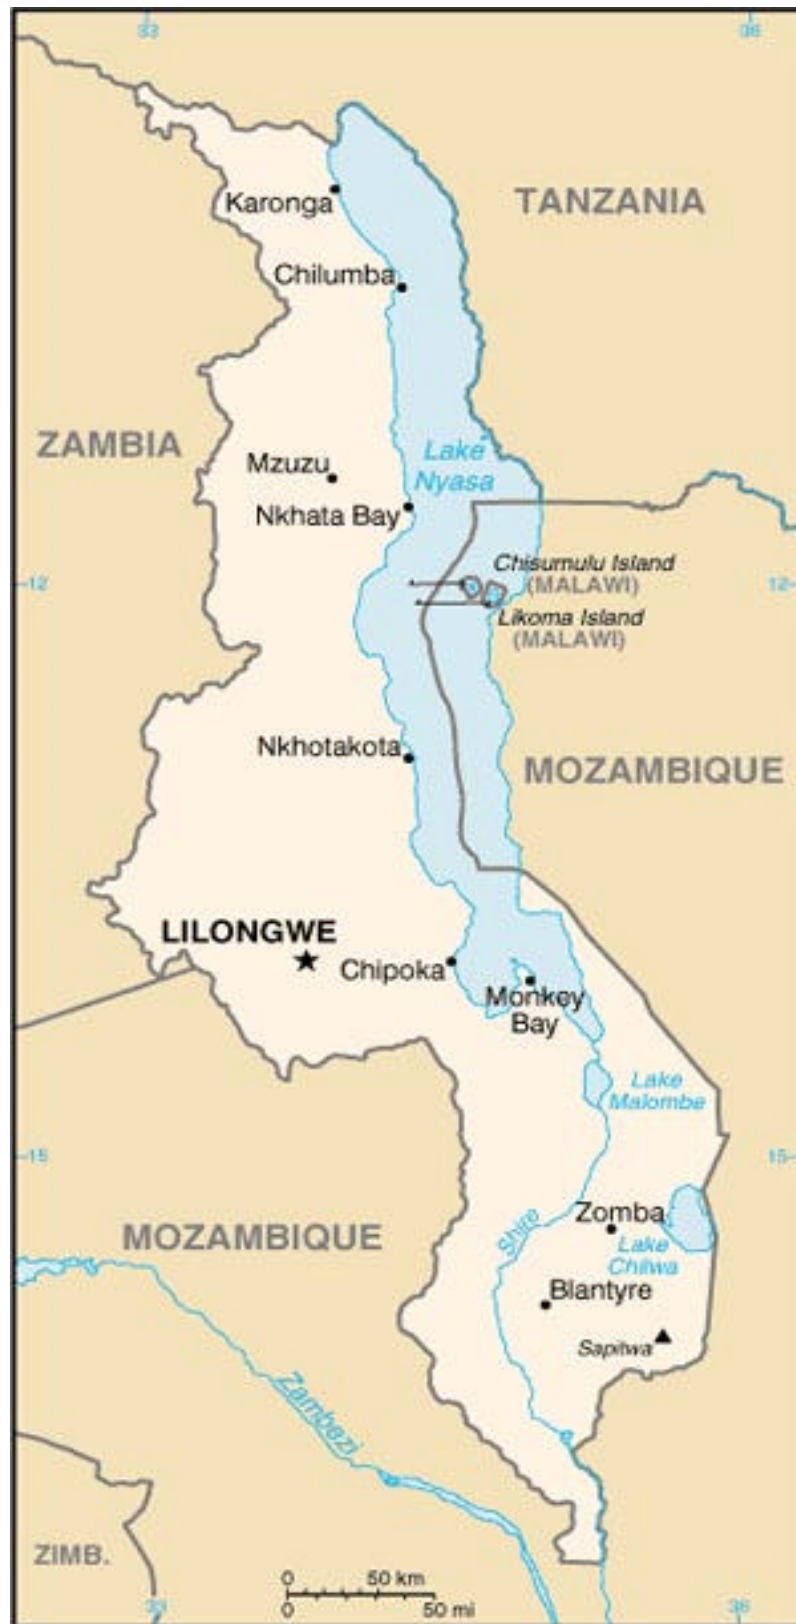 33
36
TANZANIA
Karonga
Chilumba
ZAMBIA
Lake
Nyasa
Mzuzu
Nkhata Bay
Chisumulu Island
(MALAWI)
12
12
Likoma Island
(MALAWI)
Nkhotakota
MOZAMBIQUE
LILONGWE
Chipoka
Monkey
Bay
Lake
Malombe
15
15
MOZAMBIQUE
Shire
Zomba
Lake
Chilwa
Blantyre
Sapitwa
Zambezi
ZIMB.
0 50 km
0 50 mi
33
36